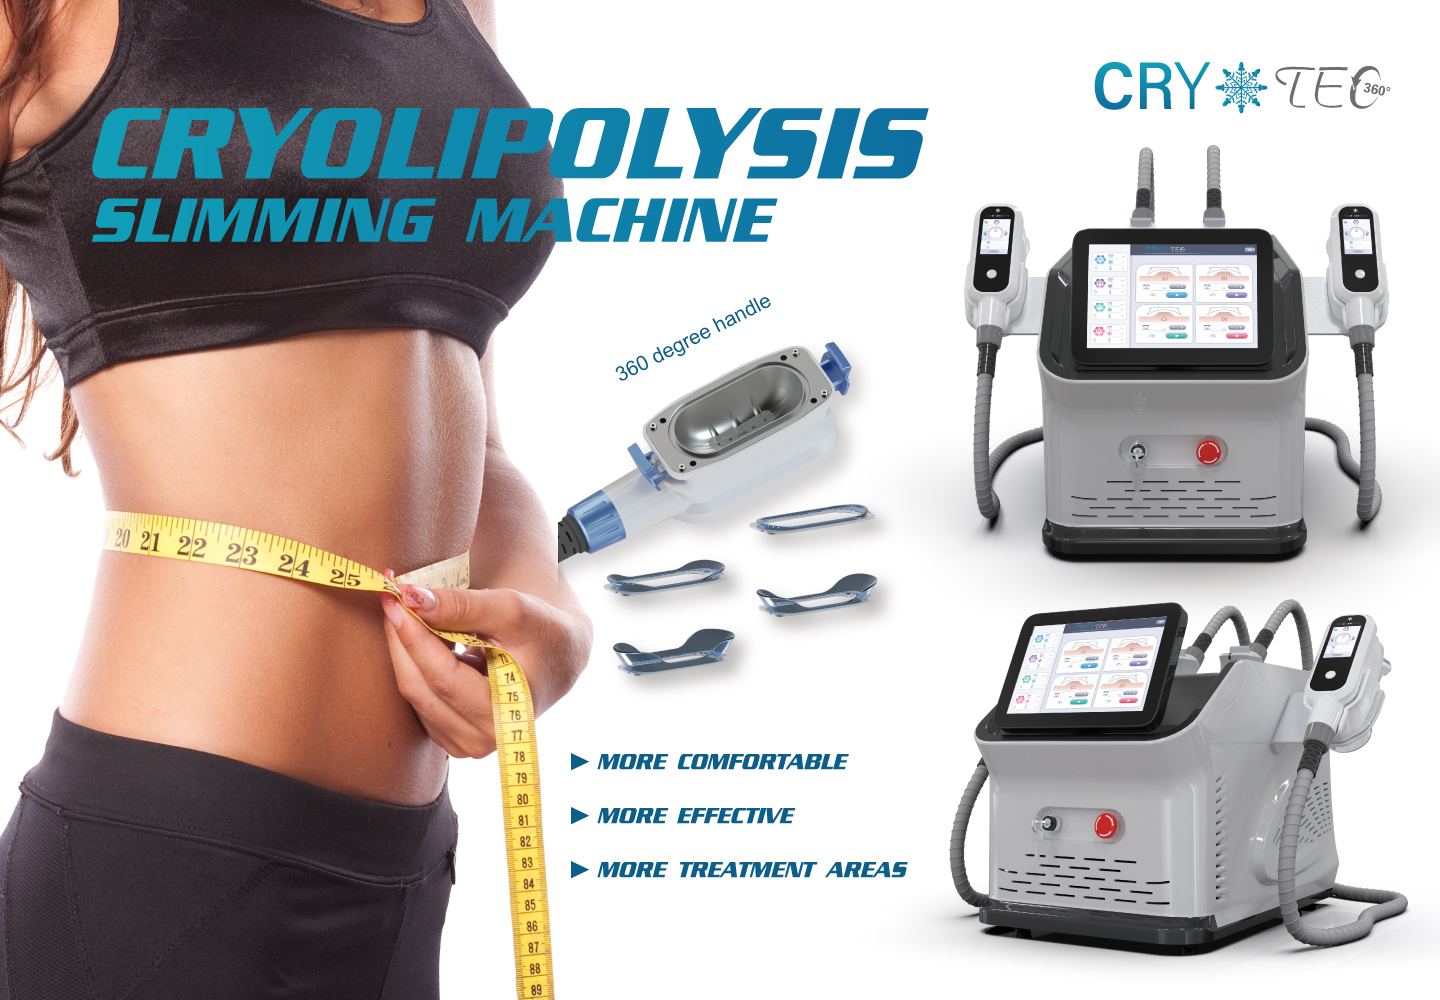 CRYOLIPOLYSIS
SLIMMING MACHINE
CRY TEC
360°
360 degree handle
20 21 22 23 24 25
74
75
76
77
78
79
80
81
82
83
84
85
86
87
88
89
▶ MORE COMFORTABLE
▶ MORE EFFECTIVE
▶ MORE TREATMENT AREAS